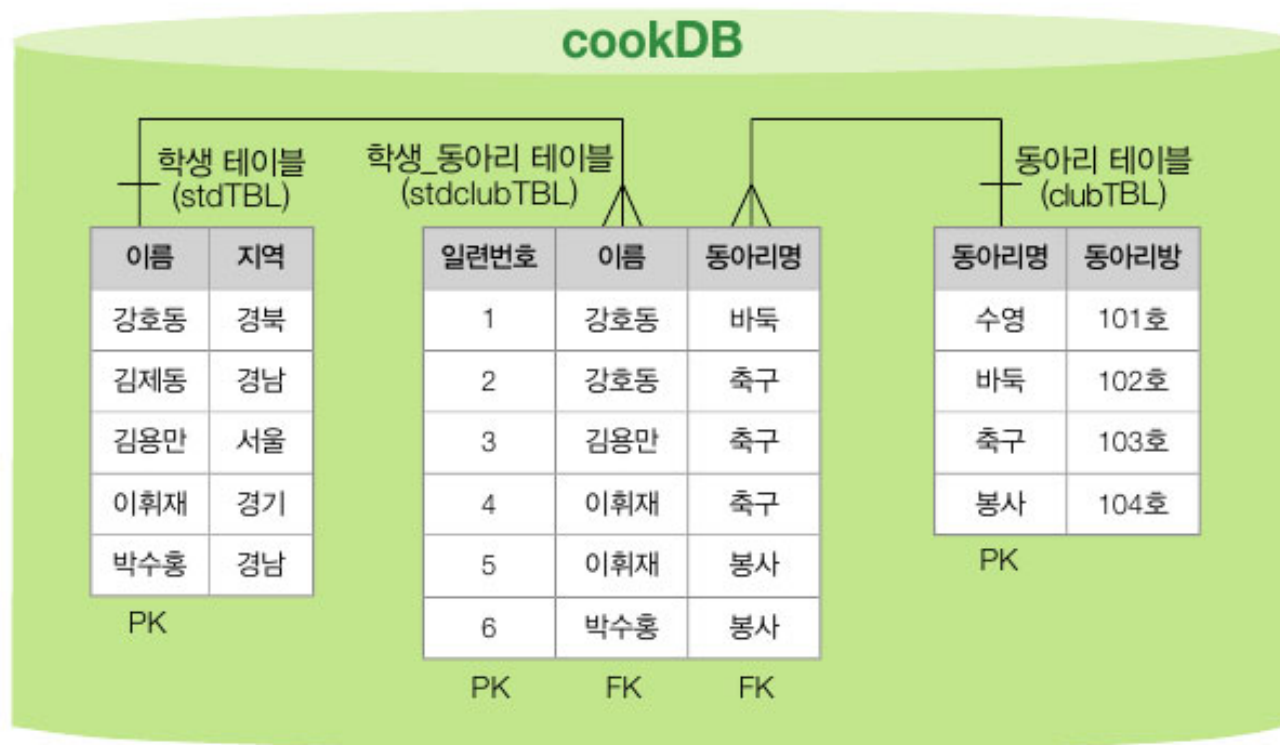 cookDB
학생 테이블
(stdTBL)
이름 지역
강호동 경북
김제동 경남
김용만 서울
이휘재 경기
박수홍 경남
PK
학생_동아리 테이블
(stdclubTBL)
일련번호 이름 동아리명
1 강호동 바둑
2 강호동 축구
3 김용만 축구
4 이휘재 축구
5 이휘재 봉사
6 박수홍 봉사
PK FK FK
동아리 테이블
(clubTBL)
동아리명 동아리방
수영 101호
바둑 102호
축구 103호
봉사 104호
PK